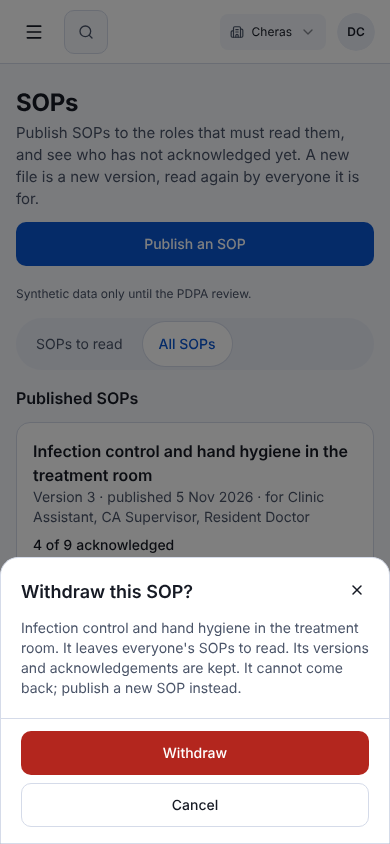 Cheras
DC
SOPs
Publish SOPs to the roles that must read them,
and see who has not acknowledged yet. A new
file is a new version, read again by everyone it is
for.
Publish an SOP
Synthetic data only until the PDPA review.
SOPs to read
All SOPs
Published SOPs
Infection control and hand hygiene in the
treatment room
Version 3 · published 5 Nov 2026 · for Clinic
Assistant, CA Supervisor, Resident Doctor
4 of 9 acknowledged
Withdraw this SOP?
Infection control and hand hygiene in the treatment
room. It leaves everyone's SOPs to read. Its versions
and acknowledgements are kept. It cannot come
back; publish a new SOP instead.
Withdraw
Cancel